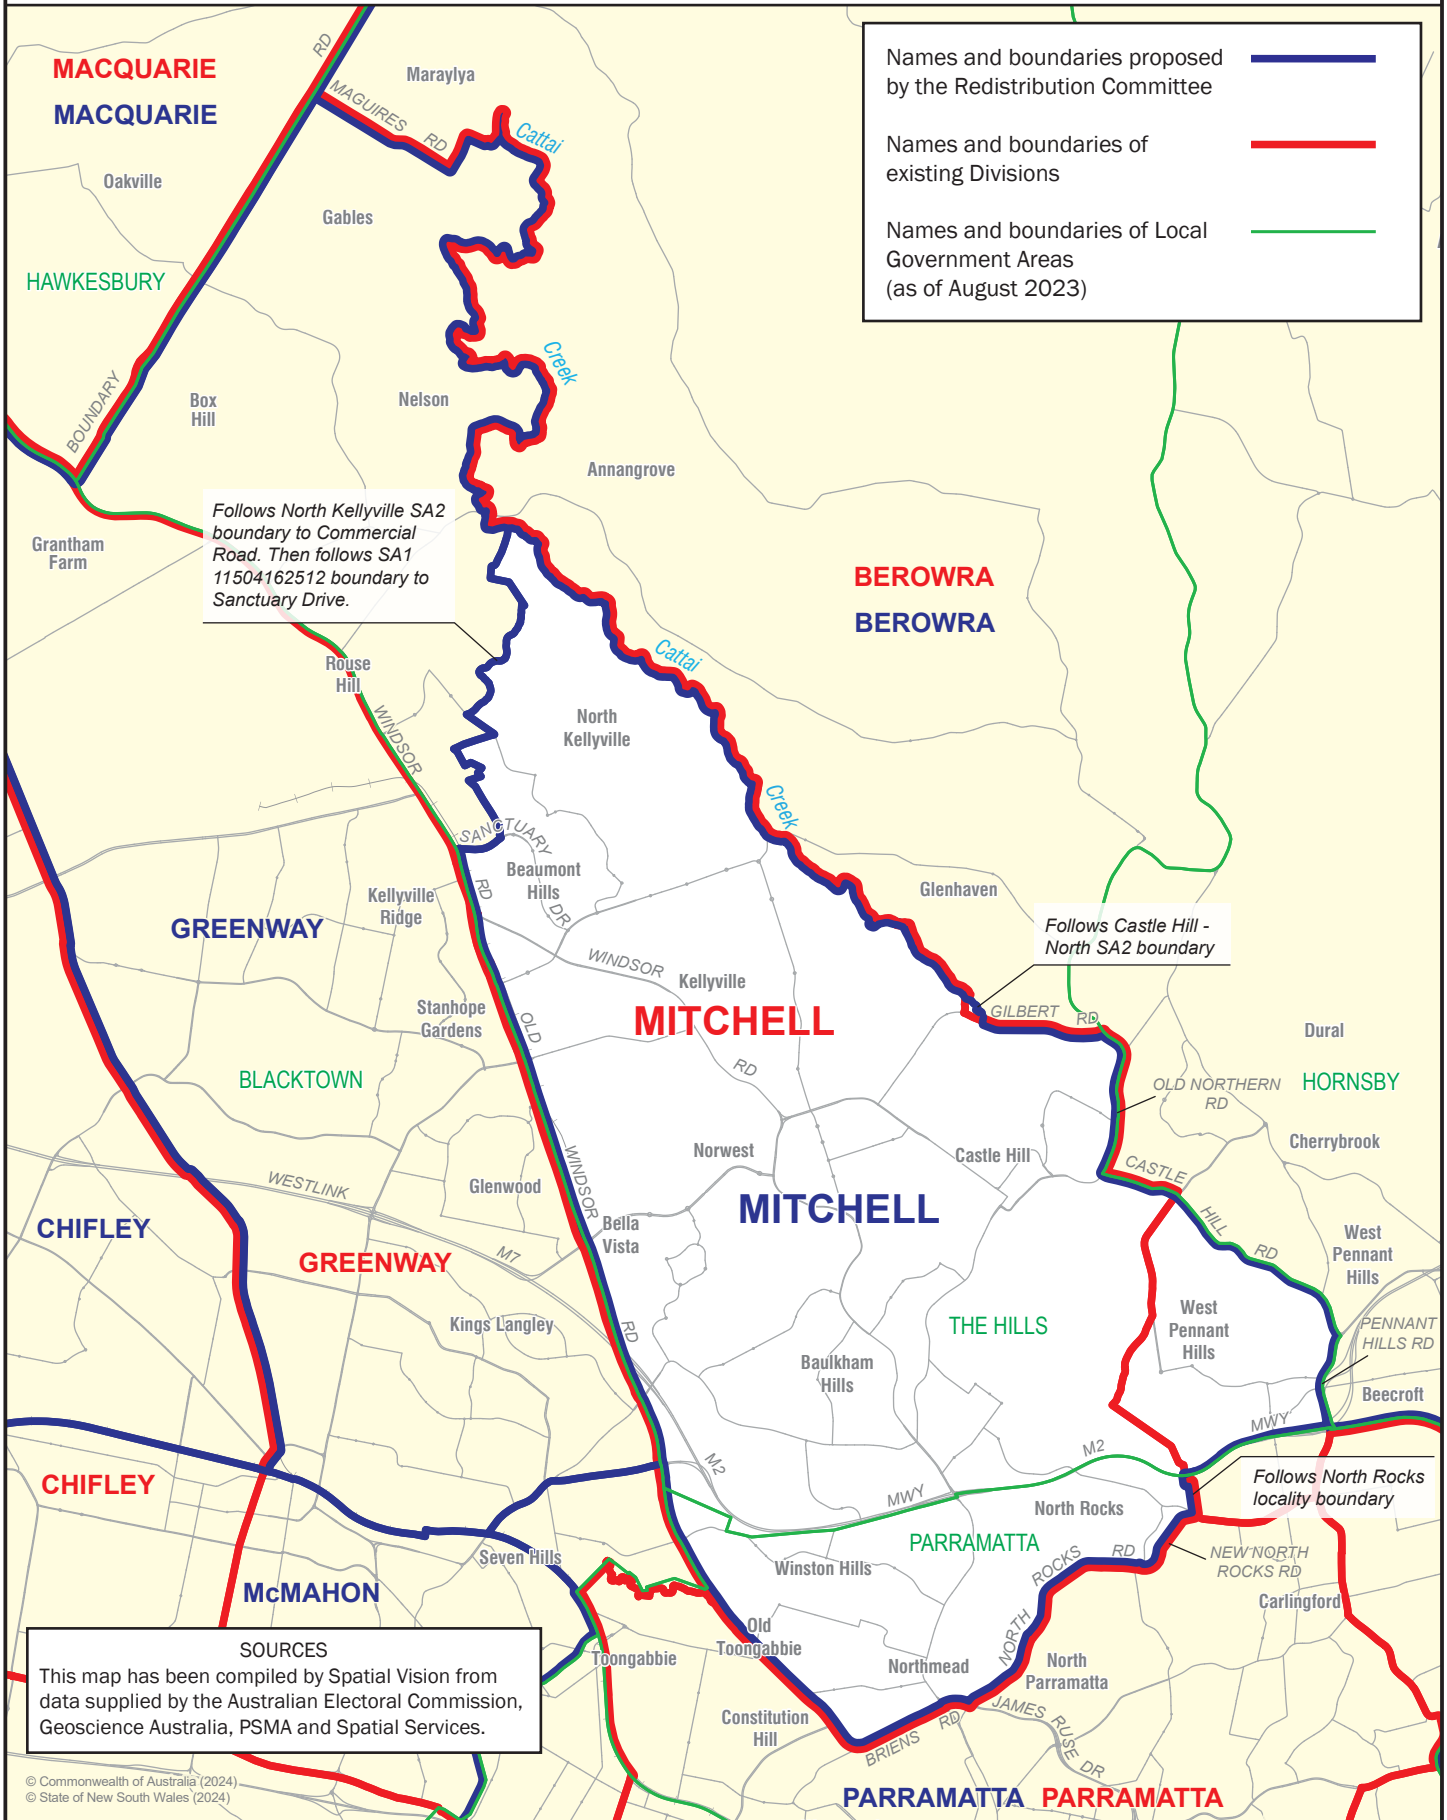 MACQUARIE
MACQUARIE
RD
Maraylya
MAGUIRES RD
Cattai
Oakville
Gables
HAWKESBURY
Names and boundaries proposed
by the Redistribution Committee
Names and boundaries of
existing Divisions
Names and boundaries of Local
Government Areas
(as of August 2023)
Creek
BOUNDARY
Box
Hill
Nelson
Annangrove
Grantham
Farm
Follows North Kellyville SA2
boundary to Commercial
Road. Then follows SA1
11504162512 boundary to
Sanctuary Drive.
BEROWRA
BEROWRA
Cattai
Rouse
Hill
WINDSOR
North
Kellyville
Creek
SANCTUARY
Beaumont
Hills
DR
RD
Kellyville
Ridge
GREENWAY
Glenhaven
Follows Castle Hill -
North SA2 boundary
WINDSOR
Kellyville
Stanhope
Gardens
OLD
MITCHELL
GILBERT RD
Dural
BLACKTOWN
RD
OLD NORTHERN
RD
HORNSBY
Cherrybrook
Norwest
Castle Hill
CASTLE
WESTLINK
Glenwood
WINDSOR
MITCHELL
HILL
RD
CHIFLEY
Bella
Vista
GREENWAY
M7
West
Pennant
Hills
Kings Langley
RD
THE HILLS
West
Pennant
Hills
PENNANT
HILLS RD
Baulkham
Hills
Beecroft
MWY
M2
M2
CHIFLEY
Follows North Rocks
locality boundary
MWY
North Rocks
PARRAMATTA
Seven Hills
Winston Hills
ROCKS
RD
NEW NORTH
ROCKS RD
McMAHON
Carlingford
Old
Toongabbie
NORTH
Toongabbie
Northmead
North
Parramatta
SOURCES
This map has been compiled by Spatial Vision from
data supplied by the Australian Electoral Commission,
Geoscience Australia, PSMA and Spatial Services.
Constitution
Hill
BRIENS RD
JAMES RUSE DR
© Commonwealth of Australia (2024)
© State of New South Wales (2024)
PARRAMATTA PARRAMATTA